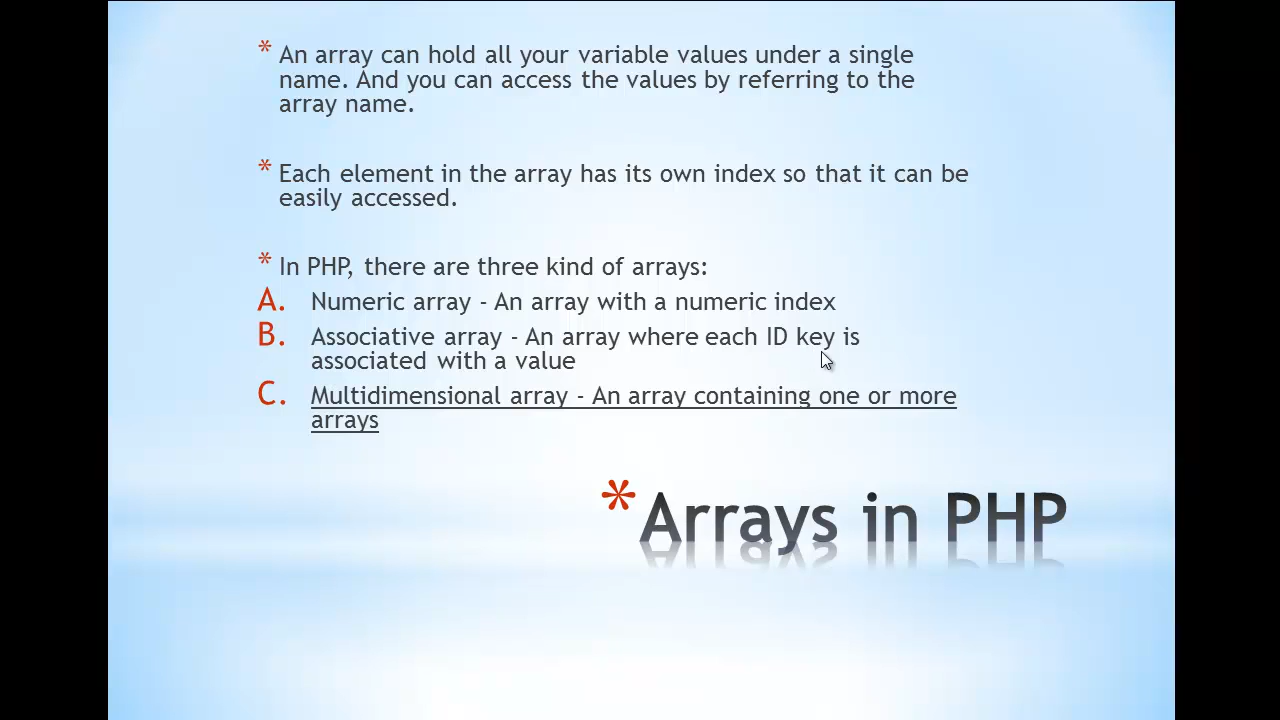 * An array can hold all your variable values under a single
name. And you can access the values by referring to the
array name.
* Each element in the array has its own index so that it can be
easily accessed.
* In PHP, there are three kind of arrays:
A. Numeric array - An array with a numeric index
B. Associative array - An array where each ID key is
associated with a value
C. Multidimensional array - An array containing one or more
arrays
* Arrays in PHP